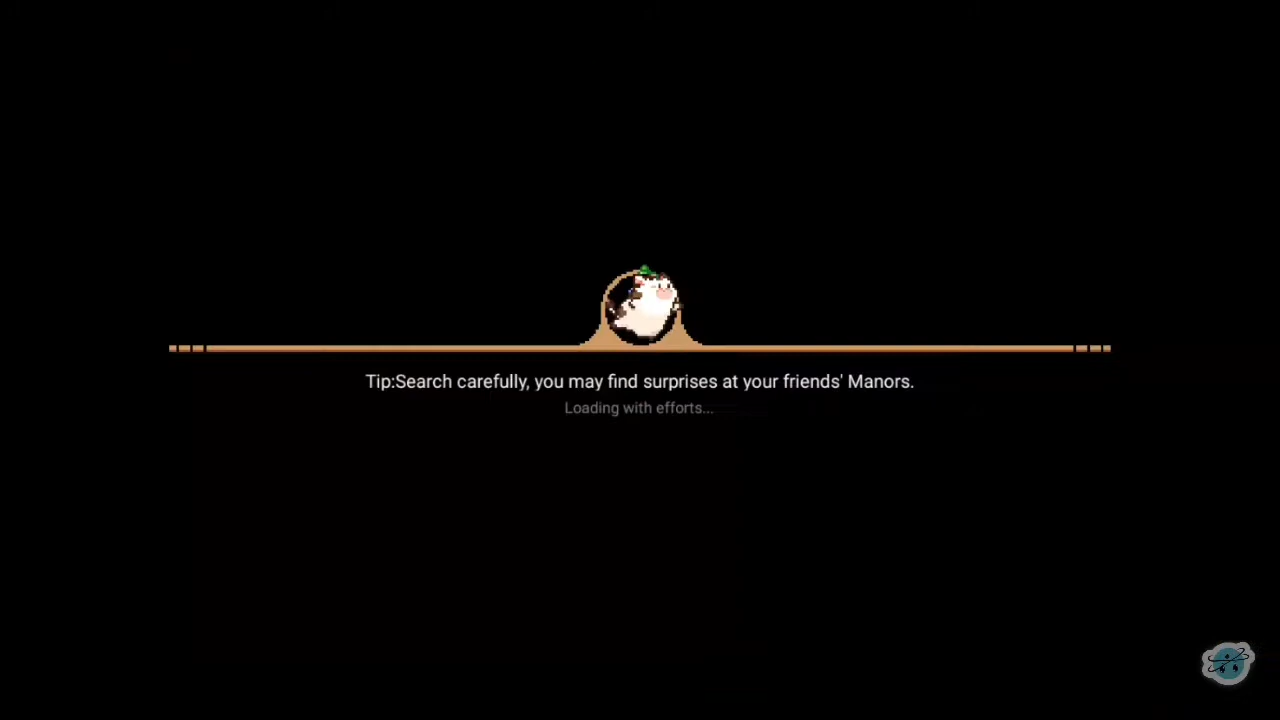 Tip:Search carefully, you may find surprises at your friends' Manors.
Loading with efforts...